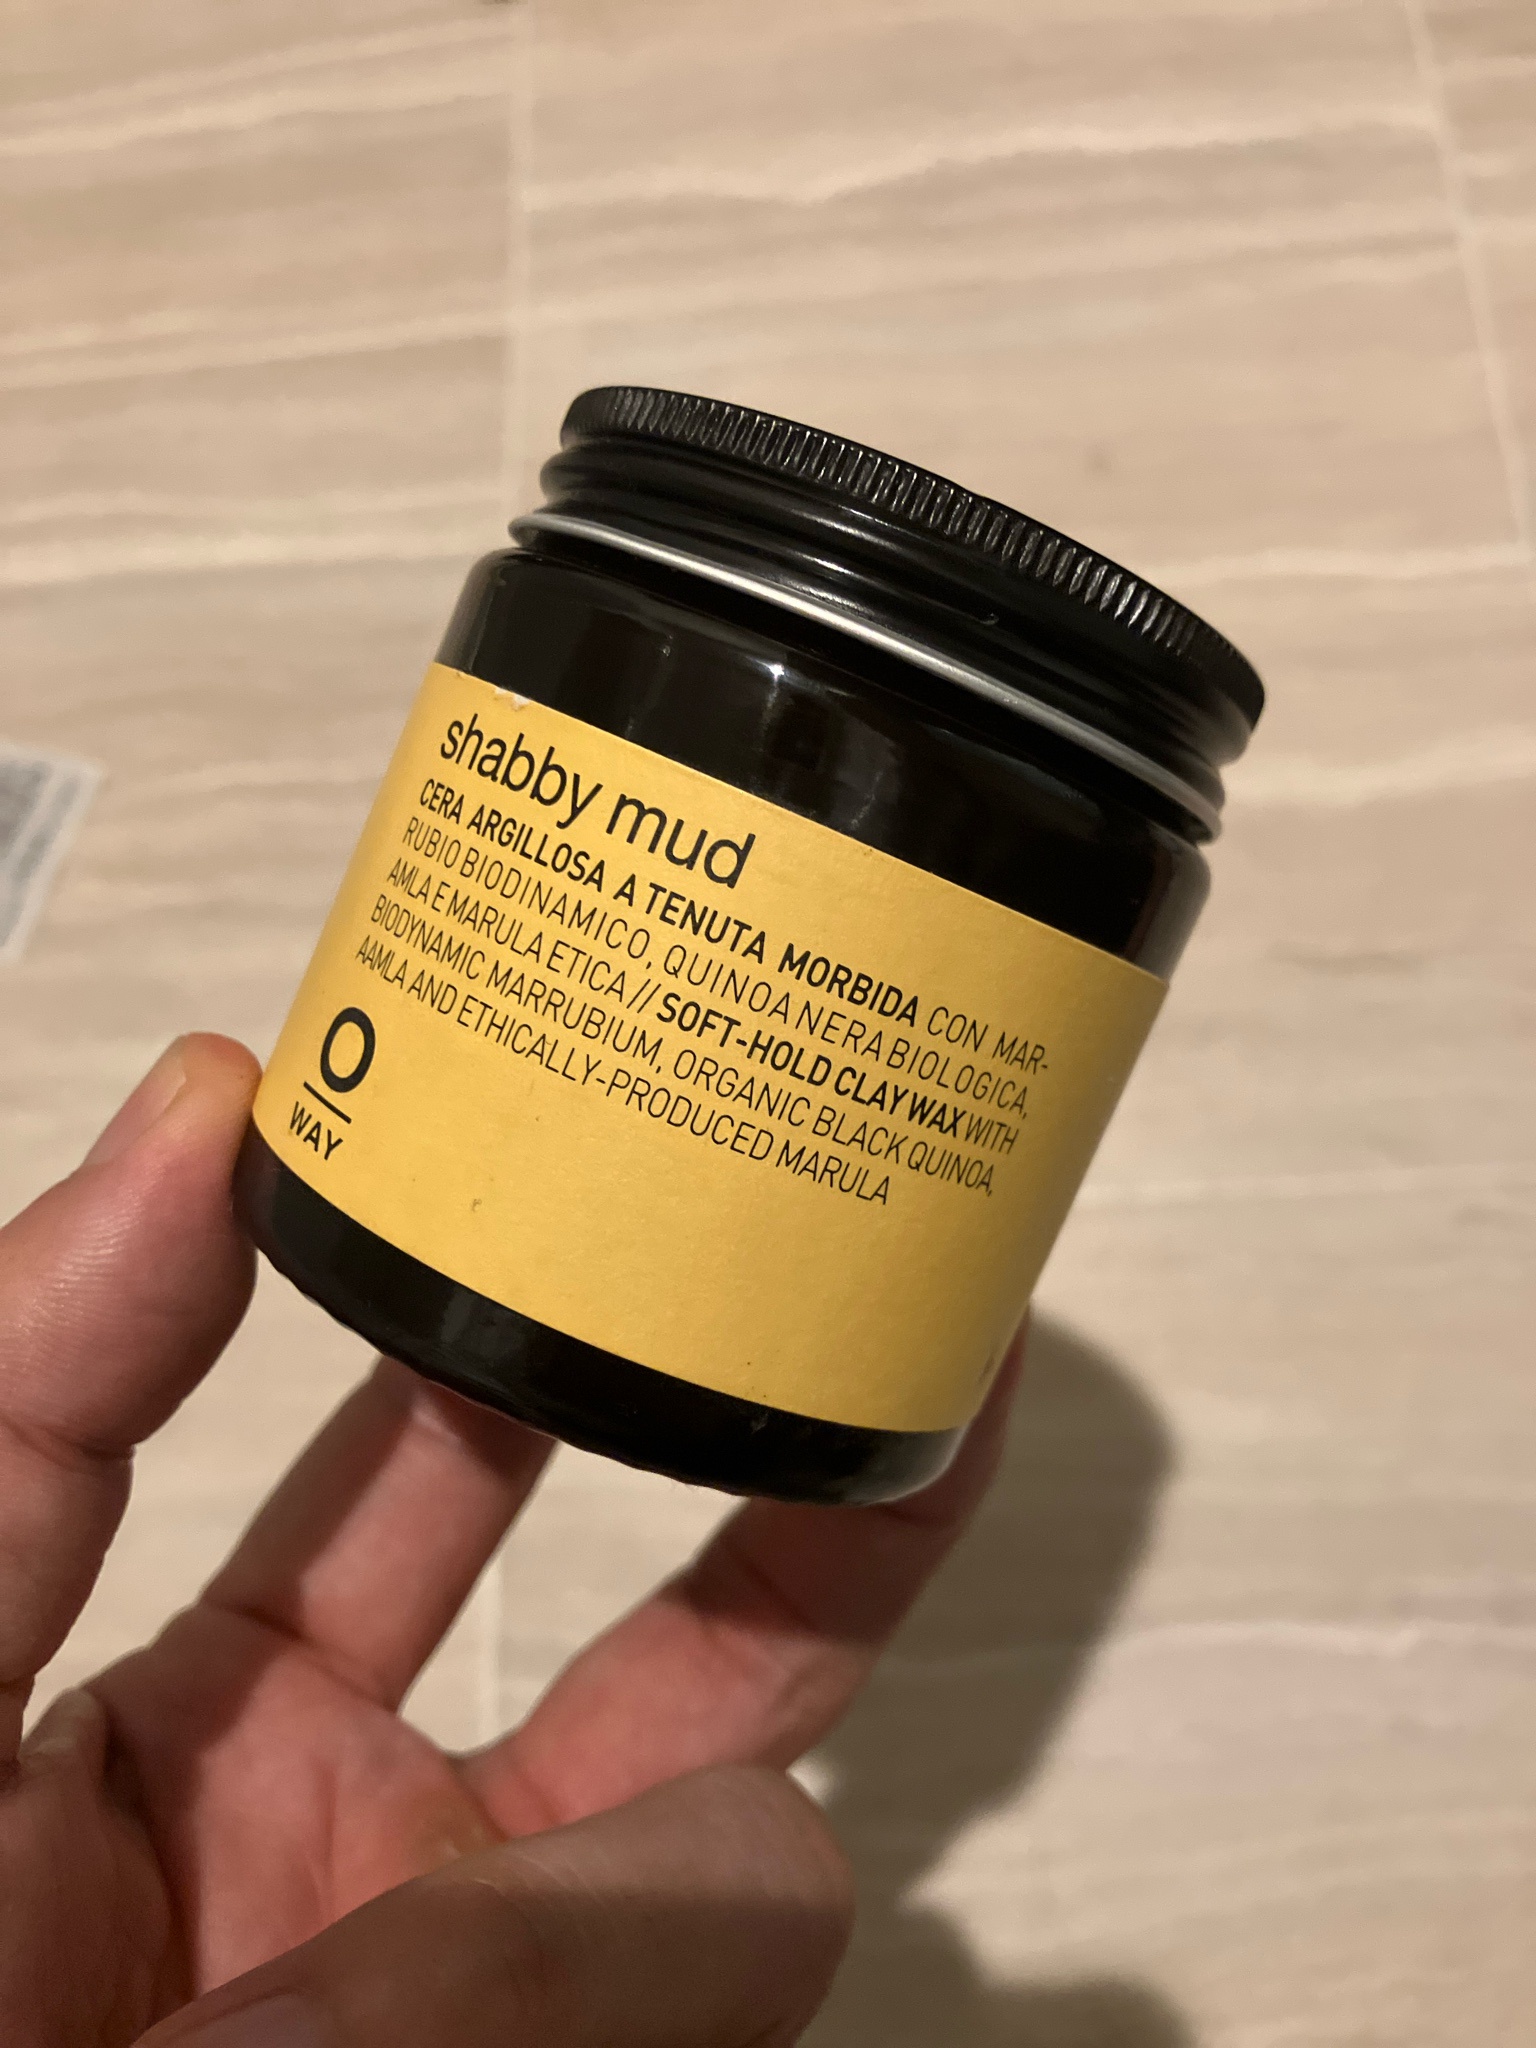 shabby mud
CERA ARGILLOSA A TENUTA MORBIDA CON MAR-
RUBIO BIODINAMICO, QUINOA NERA BIOLOGICA,
AMLA E MARULA ETICA // SOFT-HOLD CLAY WAX WITH
BIODYNAMIC MARRUBIUM, ORGANIC BLACK QUINOA,
AAMLA AND ETHICALLY-PRODUCED MARULA
O
WAY